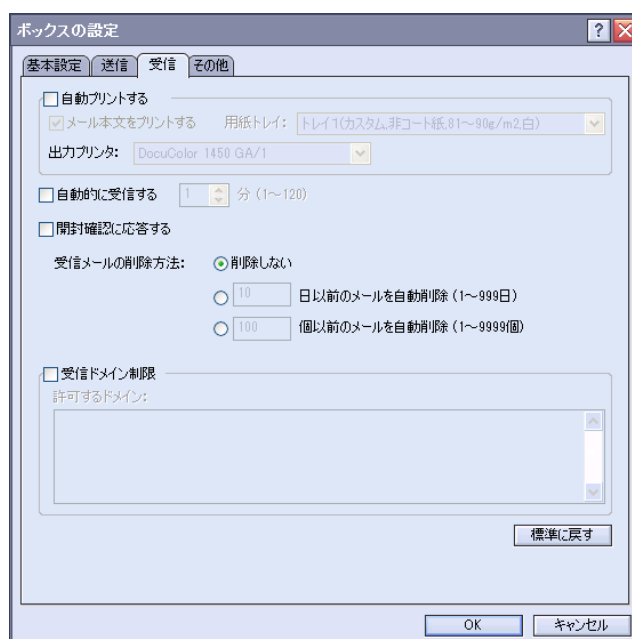 ボックスの設定
基本設定 送信 受信 その他
自動プリントする
メール本文をプリントする 用紙トレイ: トレイ1(カスタム,非コート紙,81～90g/m2,白)
出力プリンタ: DocuColor 1450 GA/1
自動的に受信する 1 分 (1～120)
開封確認に応答する
受信メールの削除方法: 削除しない
10 日以前のメールを自動削除 (1～999日)
100 個以前のメールを自動削除 (1～9999個)
受信ドメイン制限
許可するドメイン:
標準に戻す
OK キャンセル